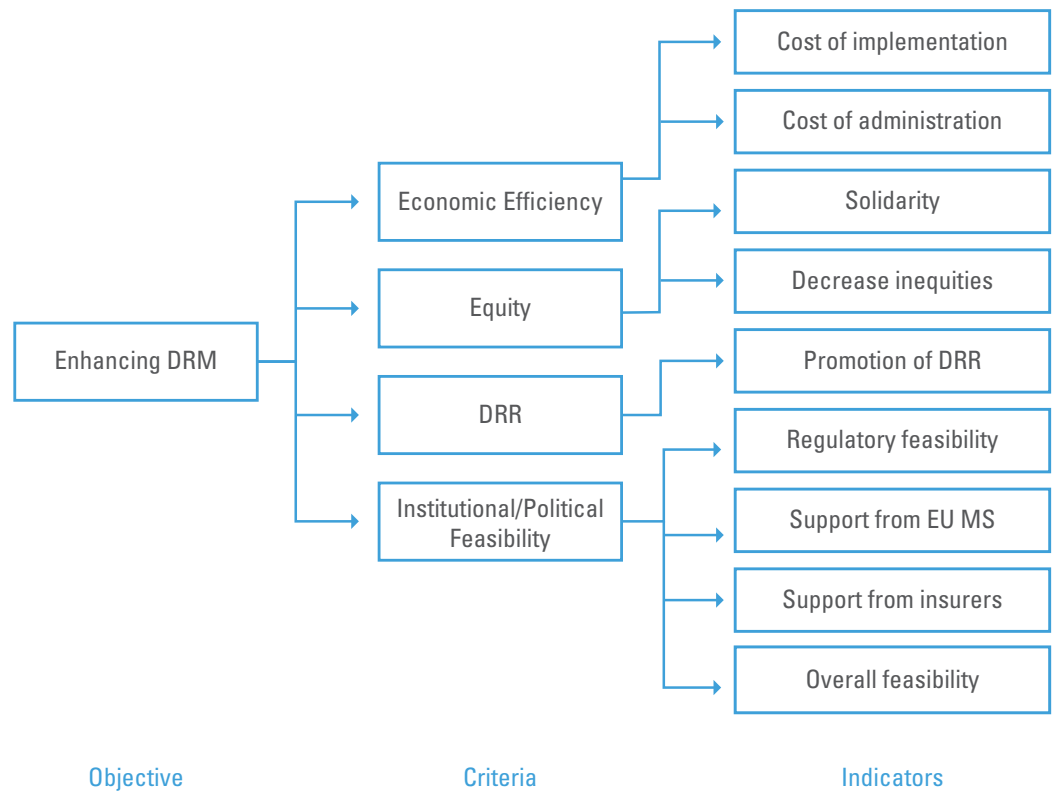 Enhancing DRM
Economic Efficiency
Equity
DRR
Institutional/Political
Feasibility
Cost of implementation
Cost of administration
Solidarity
Decrease inequities
Promotion of DRR
Regulatory feasibility
Support from EU MS
Support from insurers
Overall feasibility
Objective
Criteria
Indicators